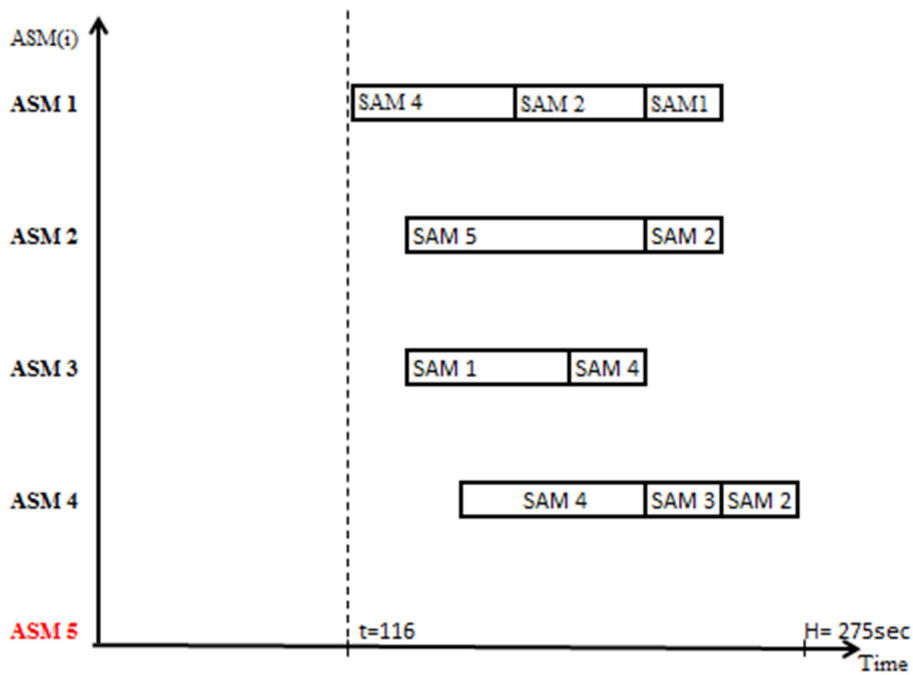 ASM(i)
ASM 1 SAM 4 SAM 2 SAM1
ASM 2 SAM 5 SAM 2
ASM 3 SAM 1 SAM 4
ASM 4 SAM 4 SAM 3 SAM 2
ASM 5 t=116 H= 275sec
Time